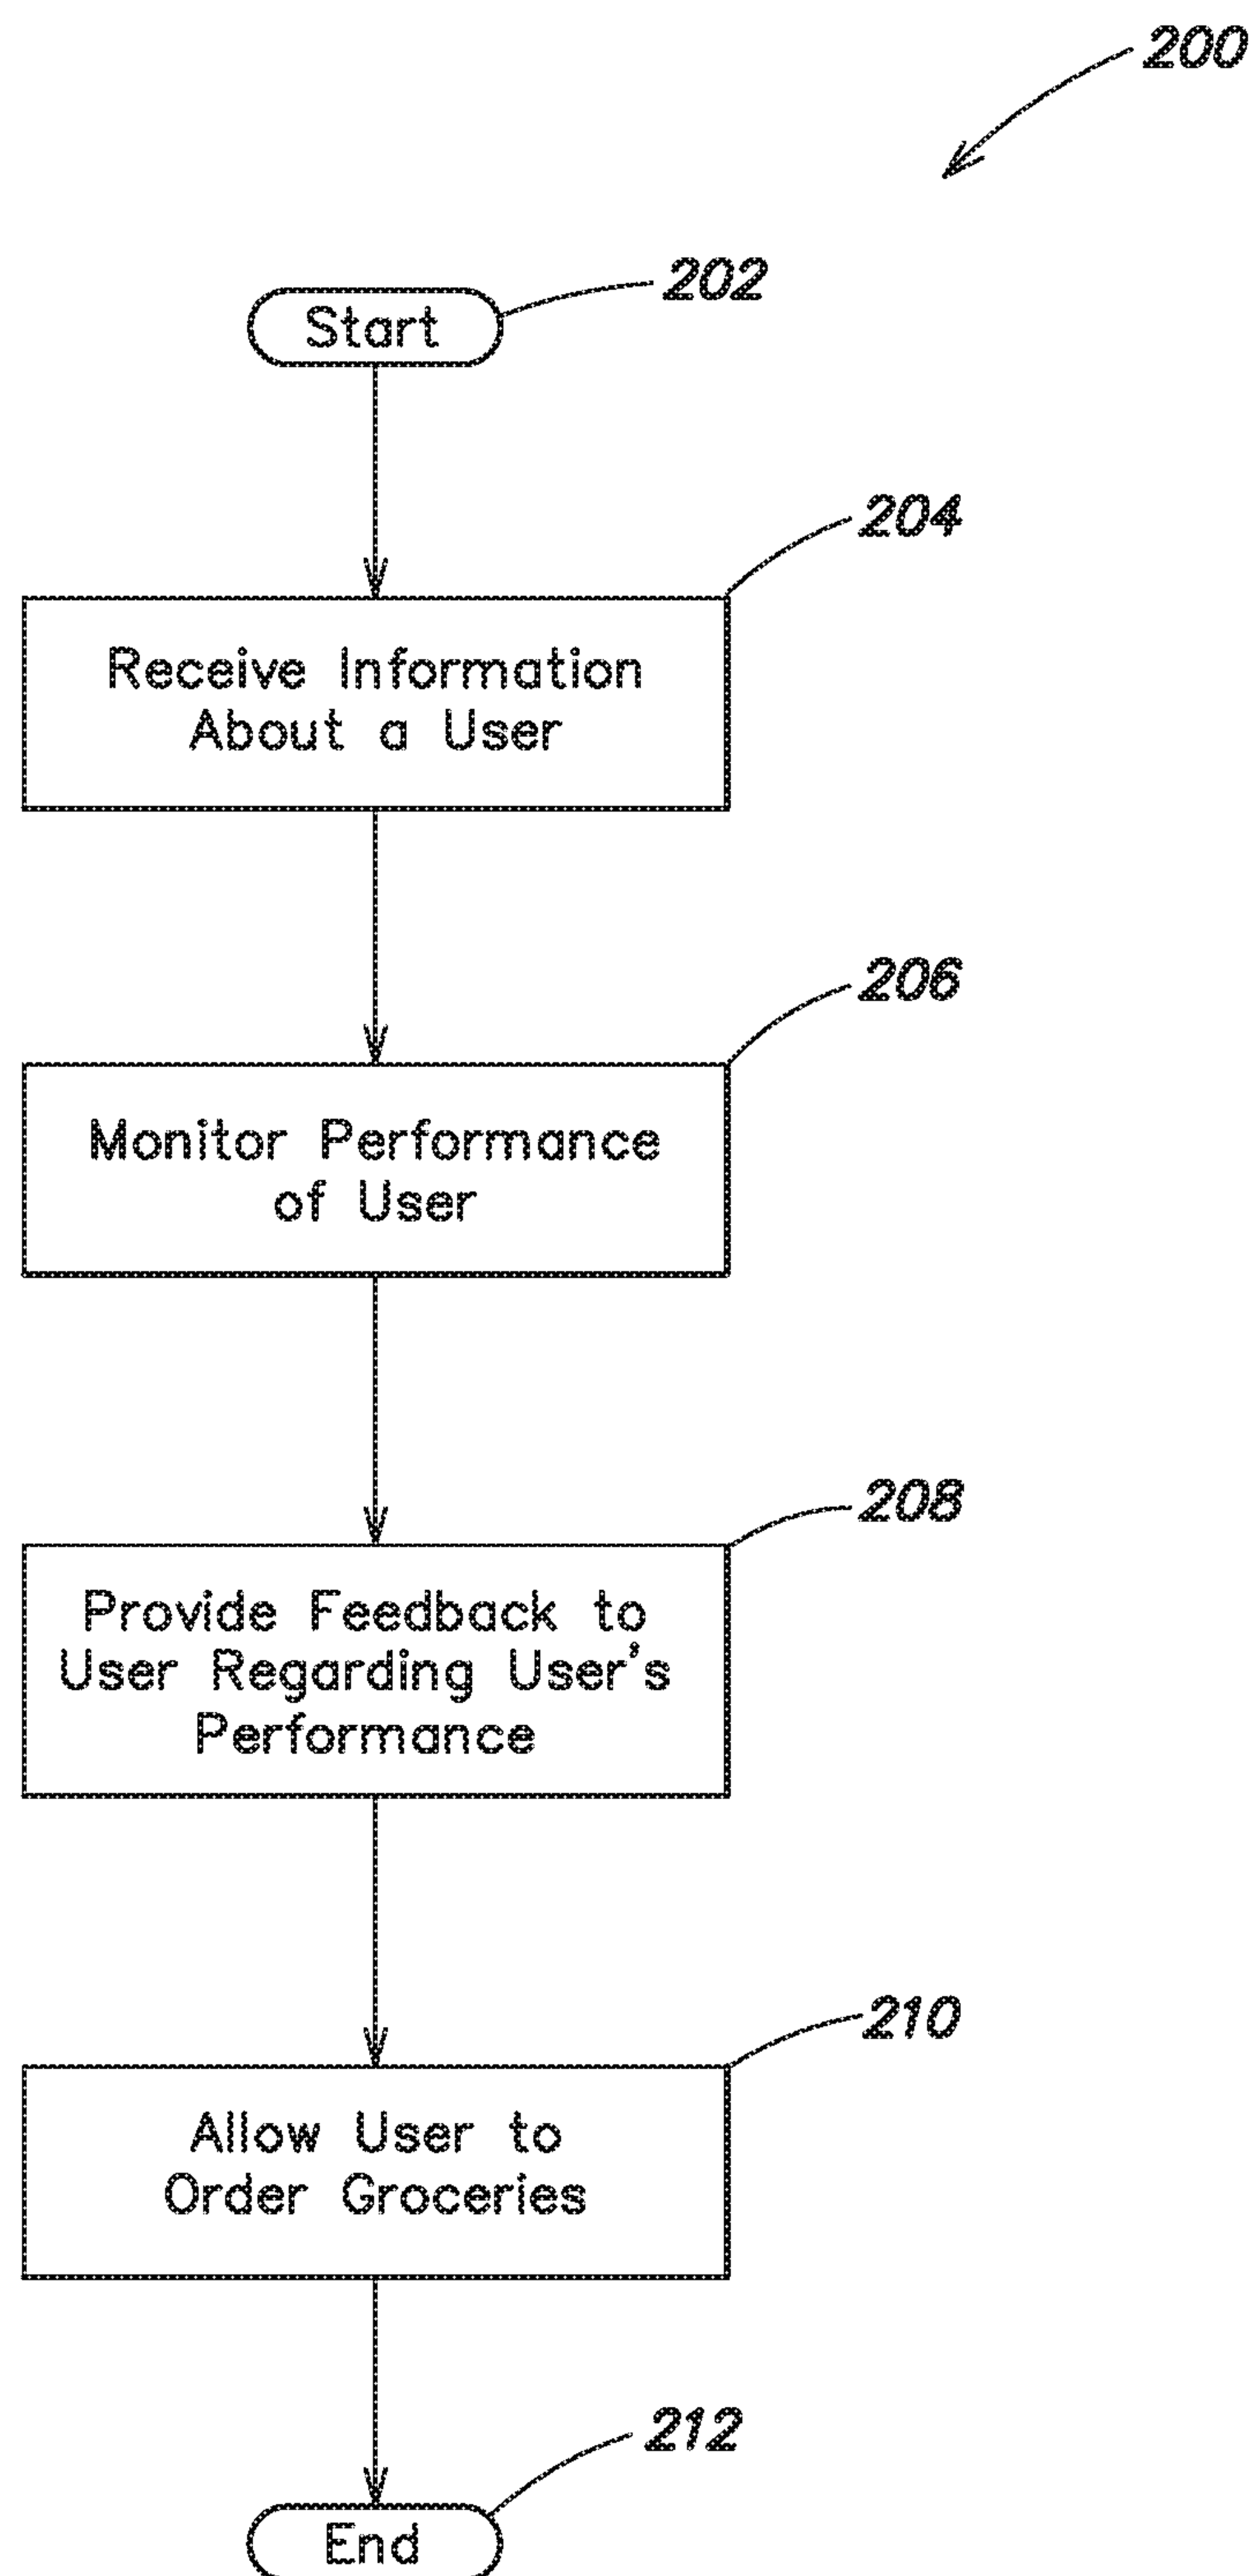 200
202
Start
204
Receive Information
About a User
206
Monitor Performance
of User
208
Provide Feedback to
User Regarding User's
Performance
210
Allow User to
Order Groceries
212
End